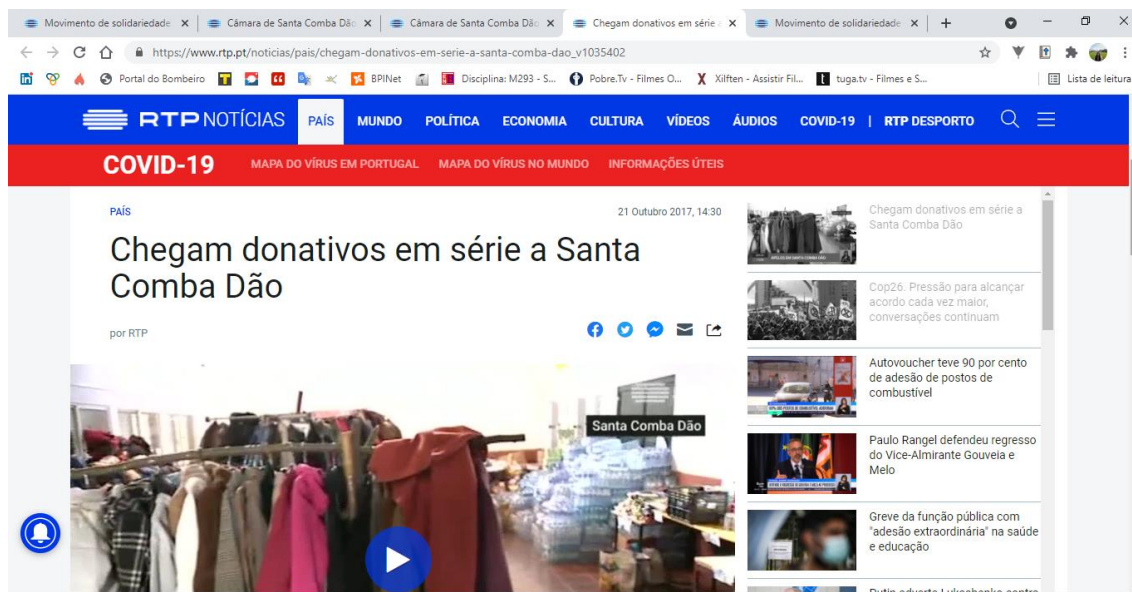 Movimento de solidariedade
Câmara de Santa Comba Dão
Câmara de Santa Comba Dão
Chegam donativos em série
Movimento de solidariedade
https://www.rtp.pt/noticias/pais/chegam-donativos-em-serie-a-santa-comba-dao_v1035402
Portal do Bombeiro
BPINet
Disciplina: M293 - S...
Pobre.Tv - Filmes O...
Xilften - Assistir Fil...
tuga.tv - Filmes e S...
Lista de leitura
RTP NOTÍCIAS
PAÍS
MUNDO
POLÍTICA
ECONOMIA
CULTURA
VÍDEOS
ÁUDIOS
COVID-19 | RTP DESPORTO
COVID-19
MAPA DO VÍRUS EM PORTUGAL
MAPA DO VÍRUS NO MUNDO
INFORMAÇÕES ÚTEIS
PAÍS
21 Outubro 2017, 14:30
Chegam donativos em série a Santa
Comba Dão
por RTP
Santa Comba Dão
Chegam donativos em série a
Santa Comba Dão
Cop26. Pressão para alcançar
acordo cada vez maior,
conversações continuam
Autovoucher teve 90 por cento
de adesão de postos de
combustível
Paulo Rangel defendeu regresso
do Vice-Almirante Gouveia e
Melo
Greve da função pública com
"adesão extraordinária" na saúde
e educação